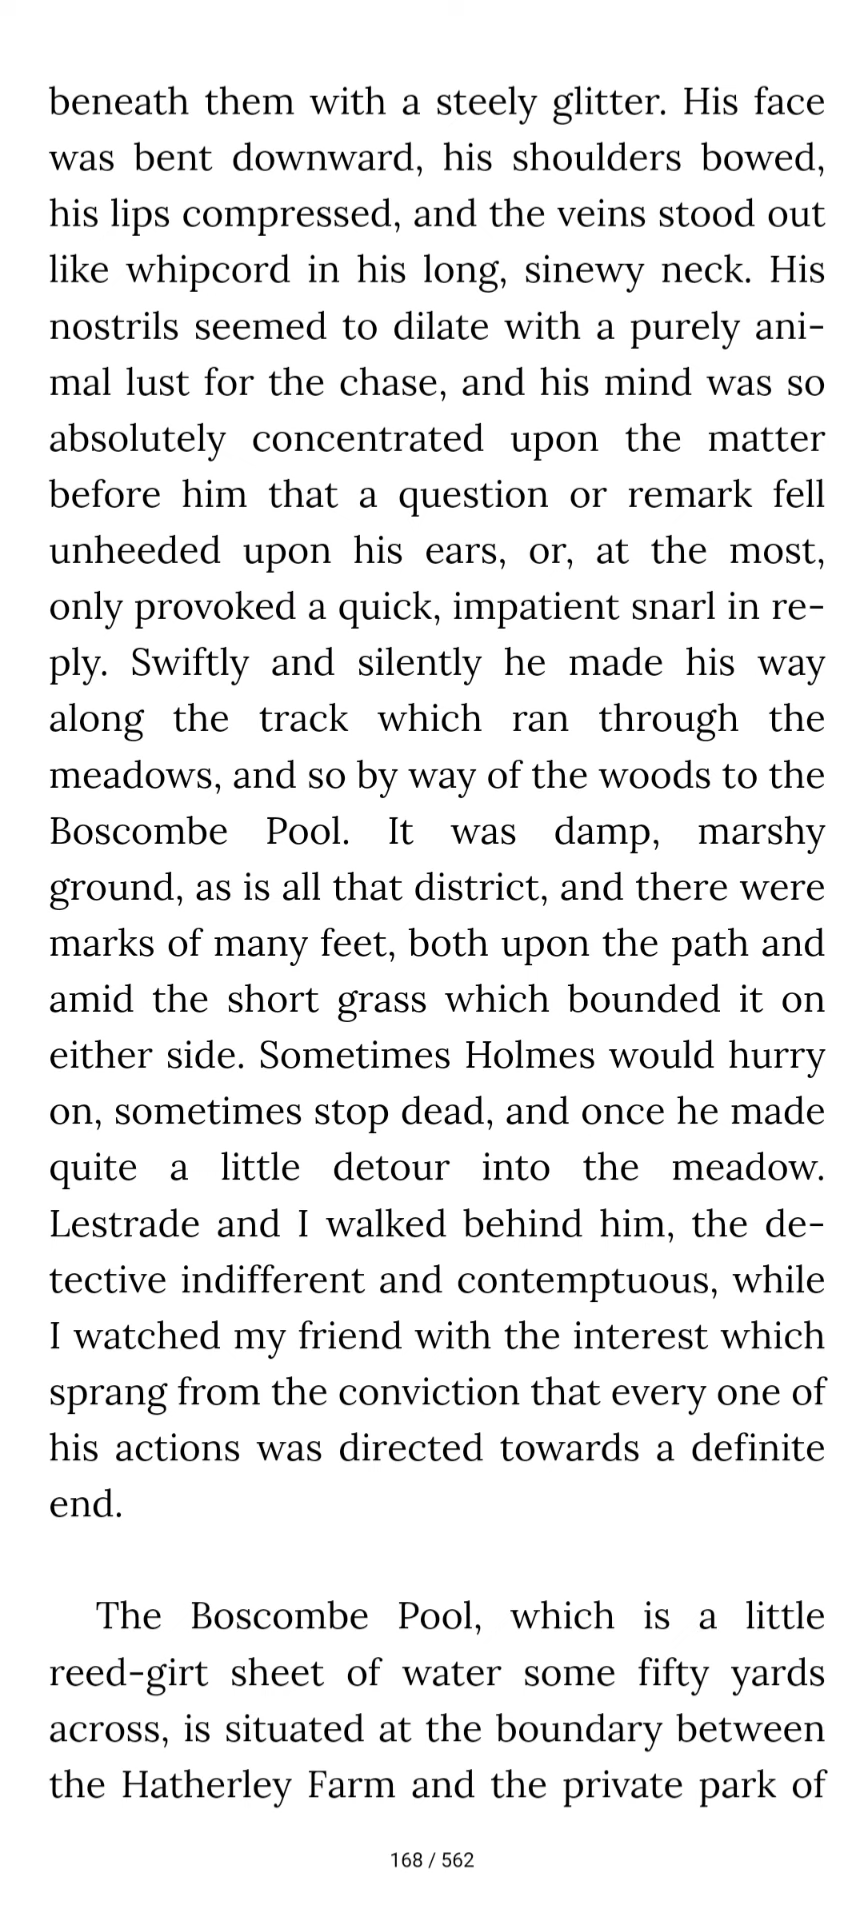 beneath them with a steely glitter. His face
was bent downward, his shoulders bowed,
his lips compressed, and the veins stood out
like whipcord in his long, sinewy neck. His
nostrils seemed to dilate with a purely ani-
mal lust for the chase, and his mind was so
absolutely concentrated upon the matter
before him that a question or remark fell
unheeded upon his ears, or, at the most,
only provoked a quick, impatient snarl in re-
ply. Swiftly and silently he made his way
along the track which ran through the
meadows, and so by way of the woods to the
Boscombe Pool. It was damp, marshy
ground, as is all that district, and there were
marks of many feet, both upon the path and
amid the short grass which bounded it on
either side. Sometimes Holmes would hurry
on, sometimes stop dead, and once he made
quite a little detour into the meadow.
Lestrade and I walked behind him, the de-
tective indifferent and contemptuous, while
I watched my friend with the interest which
sprang from the conviction that every one of
his actions was directed towards a definite
end.
The Boscombe Pool, which is a little
reed-girt sheet of water some fifty yards
across, is situated at the boundary between
the Hatherley Farm and the private park of
168 / 562